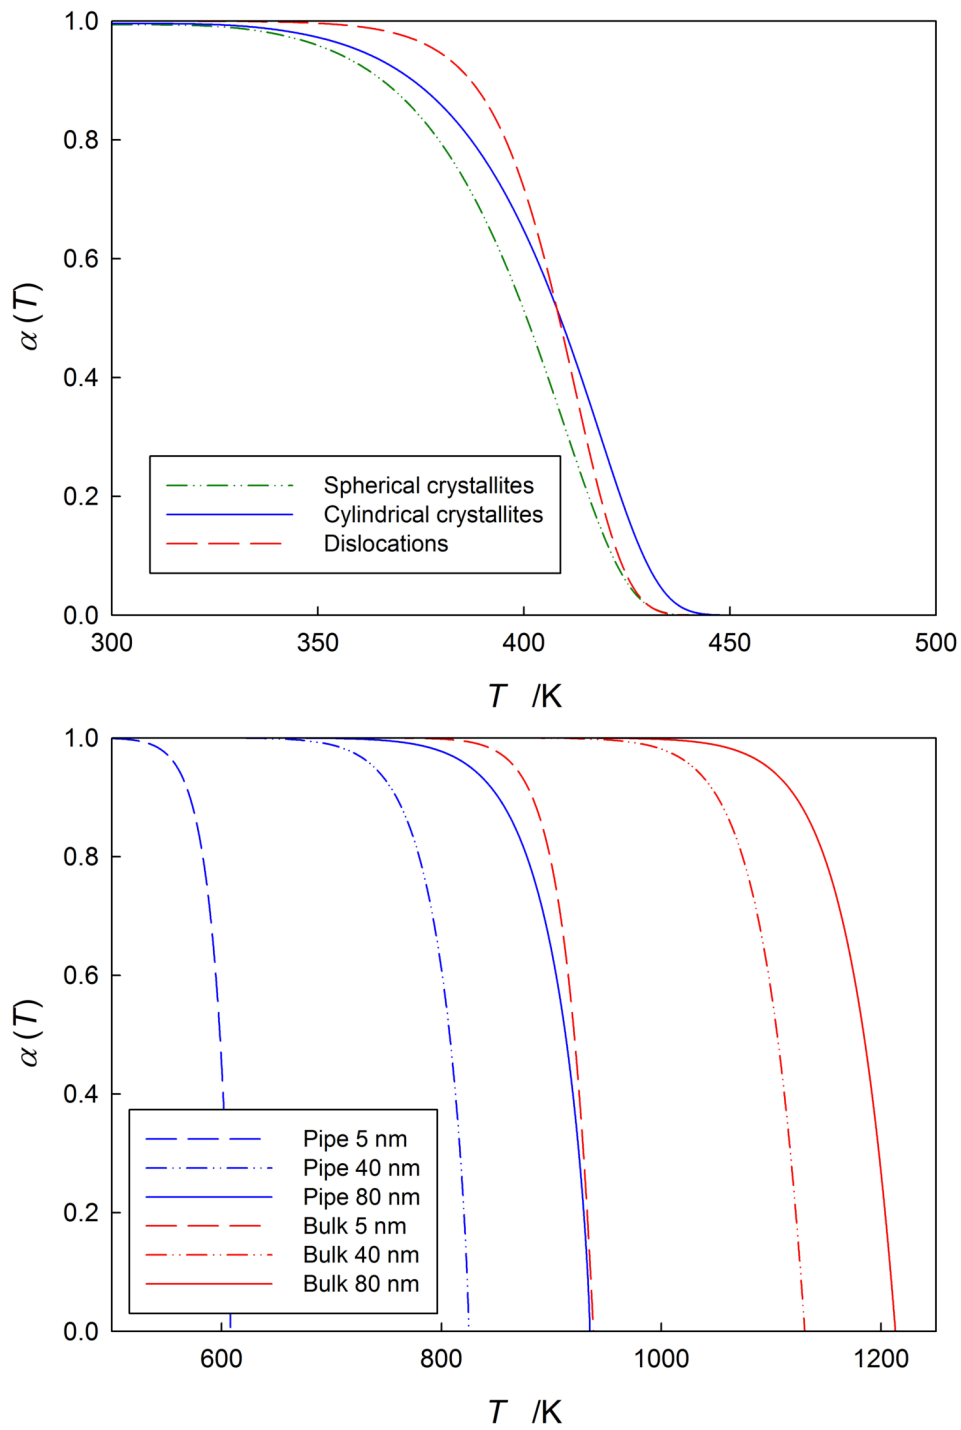 1.0
0.8
0.6
α (T)
0.4
0.2
Spherical crystallites
Cylindrical crystallites
Dislocations
0.0
300 350 400 450 500
T /K
1.0
0.8
0.6
α (T)
0.4
0.2
Pipe 5 nm
Pipe 40 nm
Pipe 80 nm
Bulk 5 nm
Bulk 40 nm
Bulk 80 nm
0.0
600 800 1000 1200
T /K